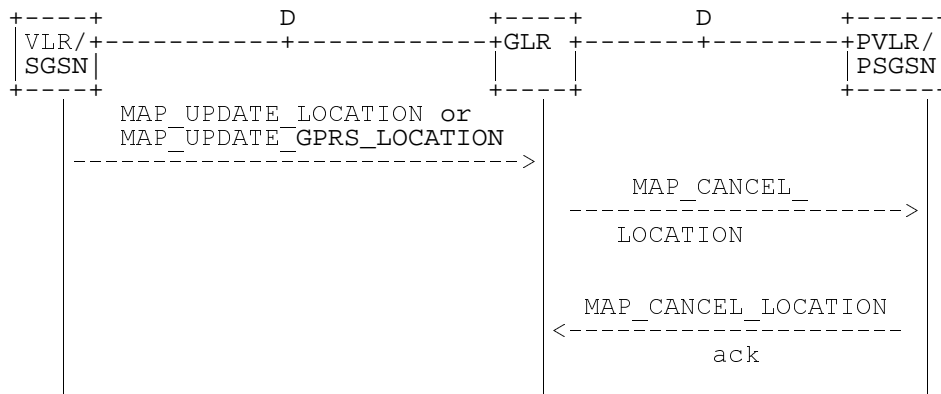 D D
VLR/ GLR PVLR/
SGSN PSGSN
MAP_UPDATE_LOCATION or
MAP_UPDATE_GPRS_LOCATION
MAP_CANCEL_
LOCATION
MAP_CANCEL_LOCATION
ack